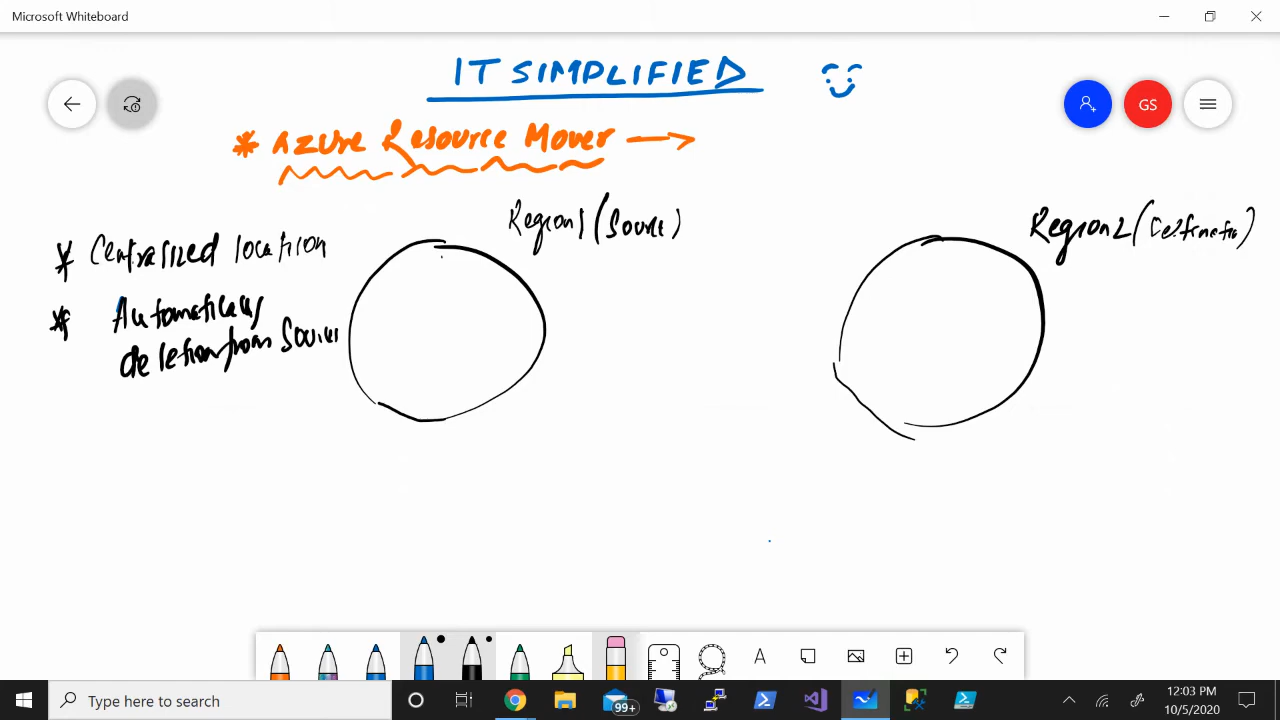 Microsoft Whiteboard
IT SIMPLIFIED
GS
* Azure Resource Mover →
Region1 (Source)
Region2 (
* Centralized location
* Automatically
deletion from Source
A
99+
Type here to search
12:03 PM
10/5/2020